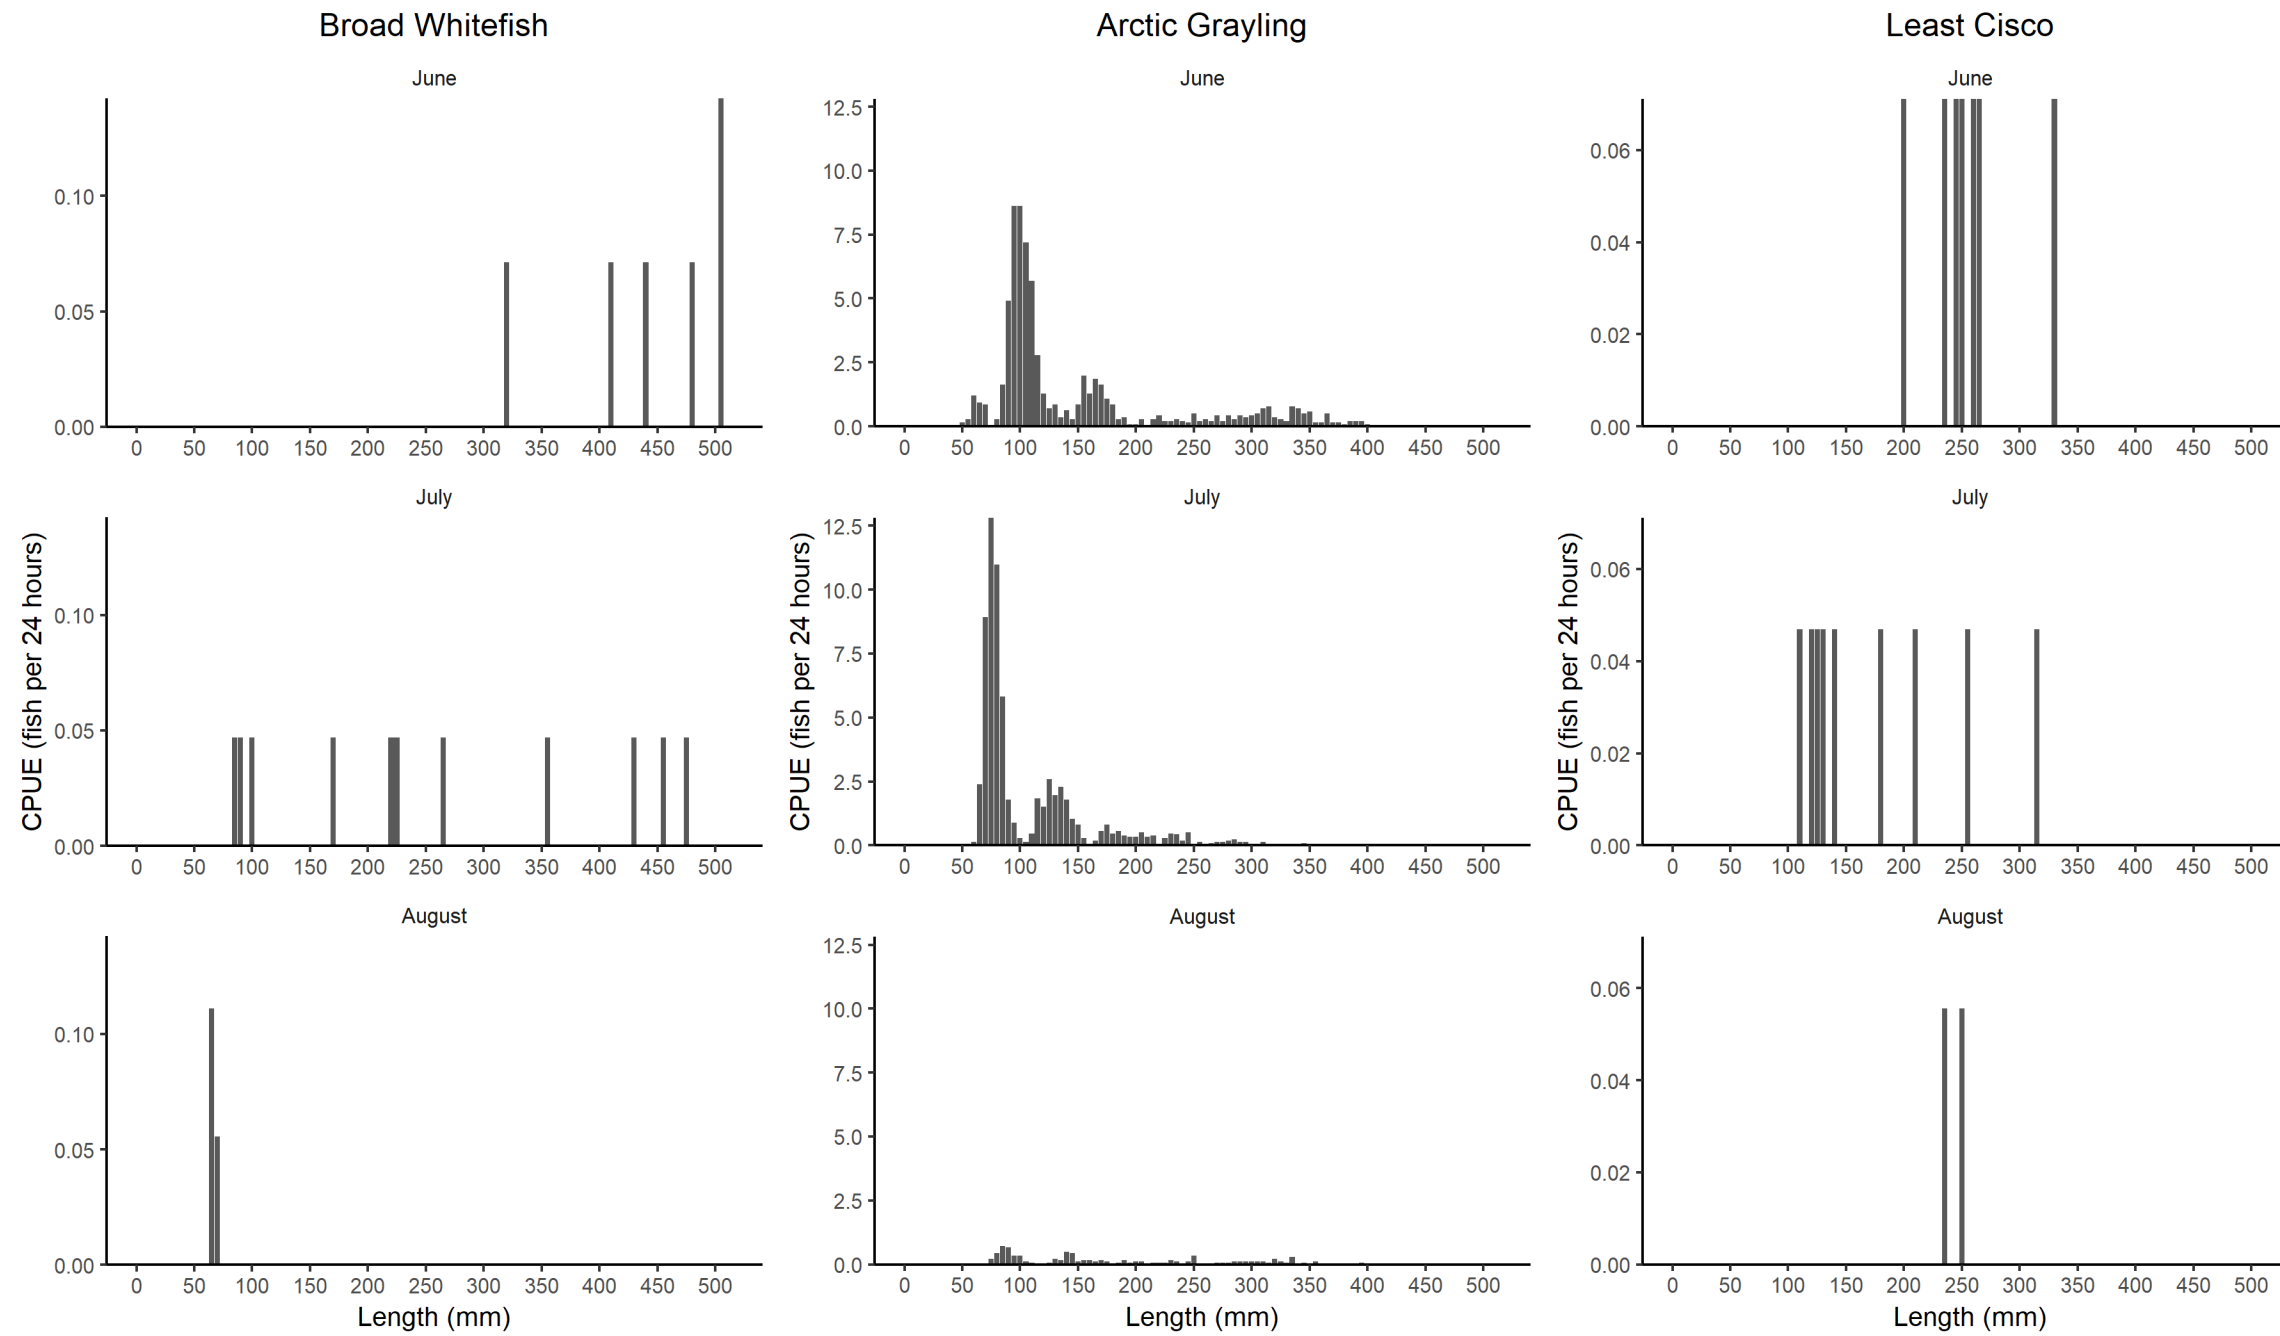 Broad Whitefish Arctic Grayling Least Cisco
June June June
0.10
0.05
0.00
0 50 100 150 200 250 300 350 400 450 500
12.5
10.0
7.5
5.0
2.5
0.0
0 50 100 150 200 250 300 350 400 450 500
0.06
0.04
0.02
0.00
0 50 100 150 200 250 300 350 400 450 500
July July July
CPUE (fish per 24 hours)
0.10
0.05
0.00
0 50 100 150 200 250 300 350 400 450 500
CPUE (fish per 24 hours)
12.5
10.0
7.5
5.0
2.5
0.0
0 50 100 150 200 250 300 350 400 450 500
CPUE (fish per 24 hours)
0.06
0.04
0.02
0.00
0 50 100 150 200 250 300 350 400 450 500
August August August
0.10
0.05
0.00
0 50 100 150 200 250 300 350 400 450 500
12.5
10.0
7.5
5.0
2.5
0.0
0 50 100 150 200 250 300 350 400 450 500
0.06
0.04
0.02
0.00
0 50 100 150 200 250 300 350 400 450 500
Length (mm) Length (mm) Length (mm)